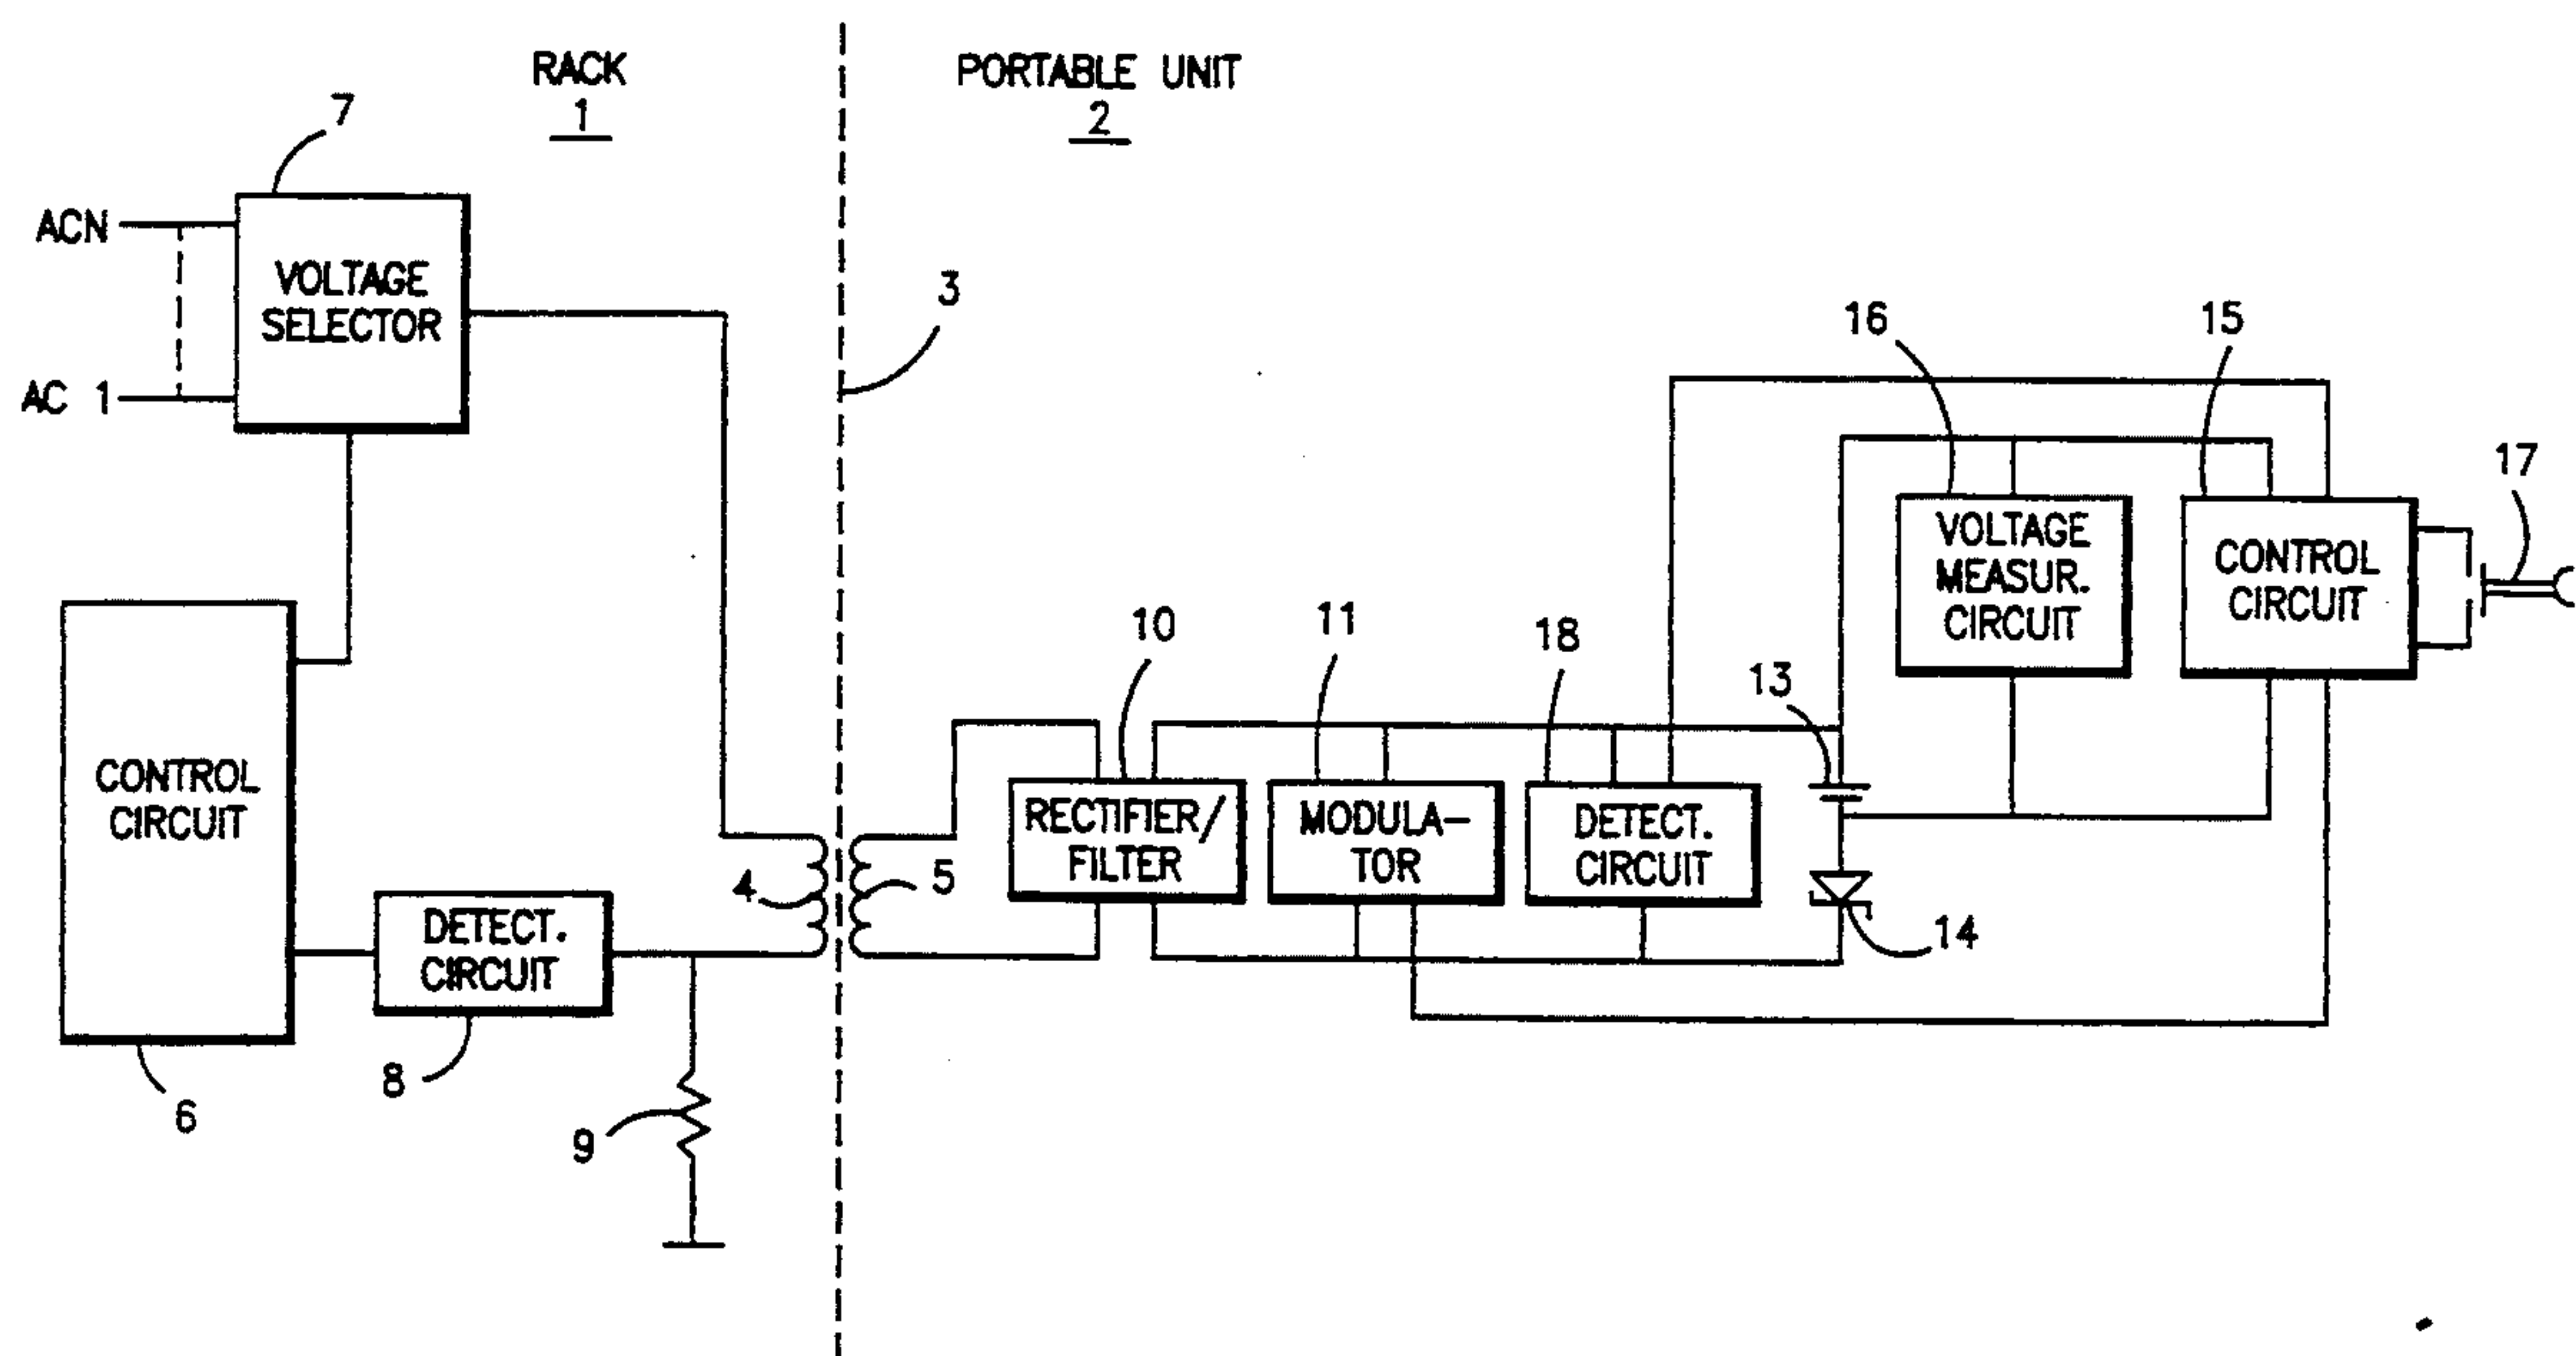 RACK
1
PORTABLE UNIT
2
7
ACN
VOLTAGE
SELECTOR
AC 1
3
16
15
17
VOLTAGE
MEASUR.
CIRCUIT
CONTROL
CIRCUIT
10
11
18
13
CONTROL
CIRCUIT
RECTIFIER/
FILTER
MODULA-
TOR
DETECT.
CIRCUIT
4
5
14
DETECT.
CIRCUIT
8
6
9